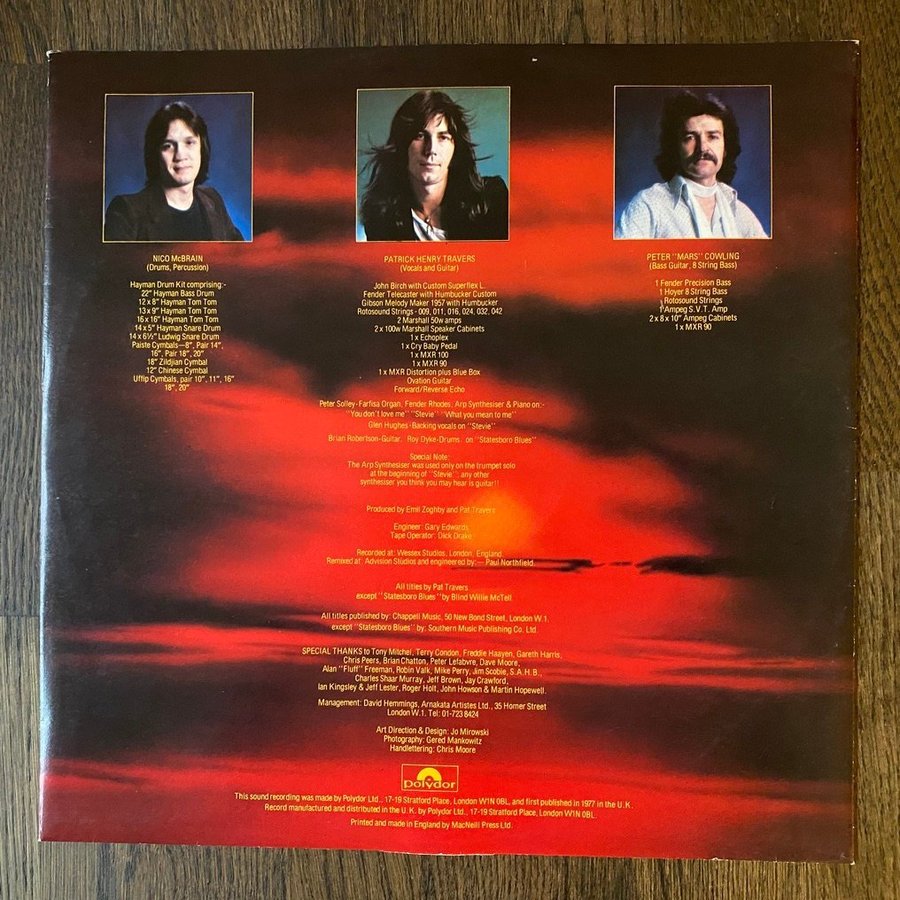 NICO McBRAIN
(Drums, Percussion)
Hayman Drum Kit comprising:-
22" Hayman Bass Drum
12 x 8" Hayman Tom Tom
13 x 9" Hayman Tom Tom
16 x 16" Hayman Tom Tom
14 x 5" Hayman Snare Drum
14 x 6½" Ludwig Snare Drum
Paiste Cymbals—8", Pair 14",
16", Pair 18", 20"
18" Zildjian Cymbal
12" Chinese Cymbal
Uffip Cymbals, pair 10", 11", 16"
18", 20"
PATRICK HENRY TRAVERS
(Vocals and Guitar)
John Birch with Custom Superflex L.
Fender Telecaster with Humbucker Custom
Gibson Melody Maker 1957 with Humbucker
Rotosound Strings - 009, 011, 016, 024, 032, 042
2 Marshall 50w amps
2 x 100w Marshall Speaker Cabinets
1 x Echoplex
1 x Cry Baby Pedal
1 x MXR 100
1 x MXR 90
1 x MXR Distortion plus Blue Box
Ovation Guitar
Forward/Reverse Echo
PETER "MARS" COWLING
(Bass Guitar, 8 String Bass)
1 Fender Precision Bass
1 Hoyer 8 String Bass
Rotosound Strings
1 Ampeg S.V.T. Amp
2 x 8 x 10" Ampeg Cabinets
1 x MXR 90
Peter Solley-Farfisa Organ, Fender Rhodes, Arp Synthesiser & Piano on:-
"You don't love me" "Stevie" "What you mean to me"
Glen Hughes-Backing vocals on "Stevie"
Brian Robertson-Guitar, Roy Dyke-Drums, on "Statesboro Blues"
Special Note:
The Arp Synthesiser was used only on the trumpet solo
at the beginning of "Stevie", any other
synthesiser you think you may hear is guitar!!
Produced by Emil Zoghby and Pat Travers
Engineer: Gary Edwards
Tape Operator: Dick Drake
Recorded at: Wessex Studios, London, England.
Remixed at: Advision Studios and engineered by:— Paul Northfield.
All titles by Pat Travers
except "Statesboro Blues" by Blind Willie McTell.
All titles published by: Chappell Music, 50 New Bond Street, London W.1.
except "Statesboro Blues" by: Southern Music Publishing Co. Ltd.
SPECIAL THANKS to Tony Mitchel, Terry Condon, Freddie Haayen, Gareth Harris,
Chris Peers, Brian Chatton, Peter Lefabvre, Dave Moore,
Alan "Fluff" Freeman, Robin Valk, Mike Perry, Jim Scobie, S.A.H.B.,
Charles Shaar Murray, Jeff Brown, Jay Crawford,
Ian Kingsley & Jeff Lester, Roger Holt, John Howson & Martin Hopewell.
Management: David Hemmings, Arnakata Artistes Ltd., 35 Homer Street
London W.1. Tel: 01-723 8424
Art Direction & Design: Jo Mirowski
Photography: Gered Mankowitz
Handlettering: Chris Moore
polydor
This sound recording was made by Polydor Ltd., 17-19 Stratford Place, London W1N 0BL, and first published in 1977 in the U.K.
Record manufactured and distributed in the U.K. by Polydor Ltd., 17-19 Stratford Place, London W1N 0BL.
Printed and made in England by MacNeill Press Ltd.